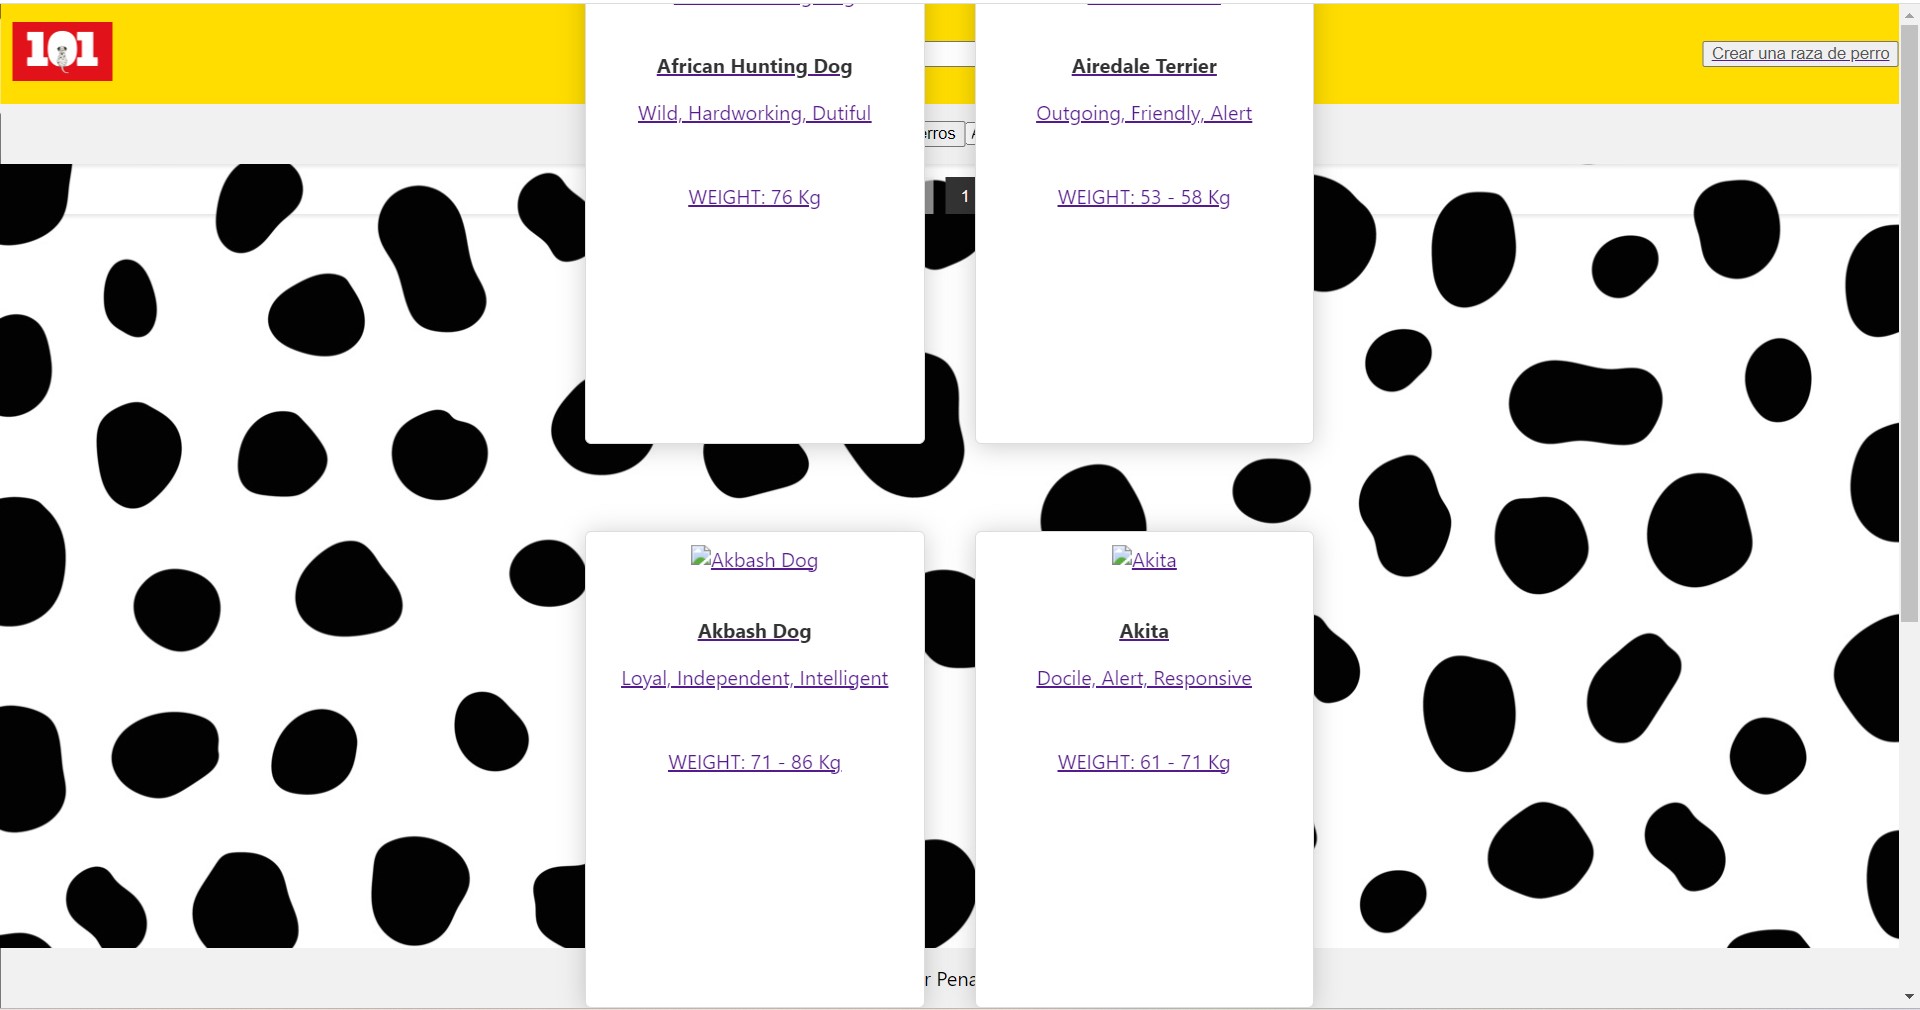 101
Crear una raza de perro
African Hunting Dog
Airedale Terrier
Wild, Hardworking, Dutiful
Outgoing, Friendly, Alert
1
WEIGHT: 76 Kg
WEIGHT: 53 - 58 Kg
Akbash Dog
Akita
Akbash Dog
Akita
Loyal, Independent, Intelligent
Docile, Alert, Responsive
WEIGHT: 71 - 86 Kg
WEIGHT: 61 - 71 Kg